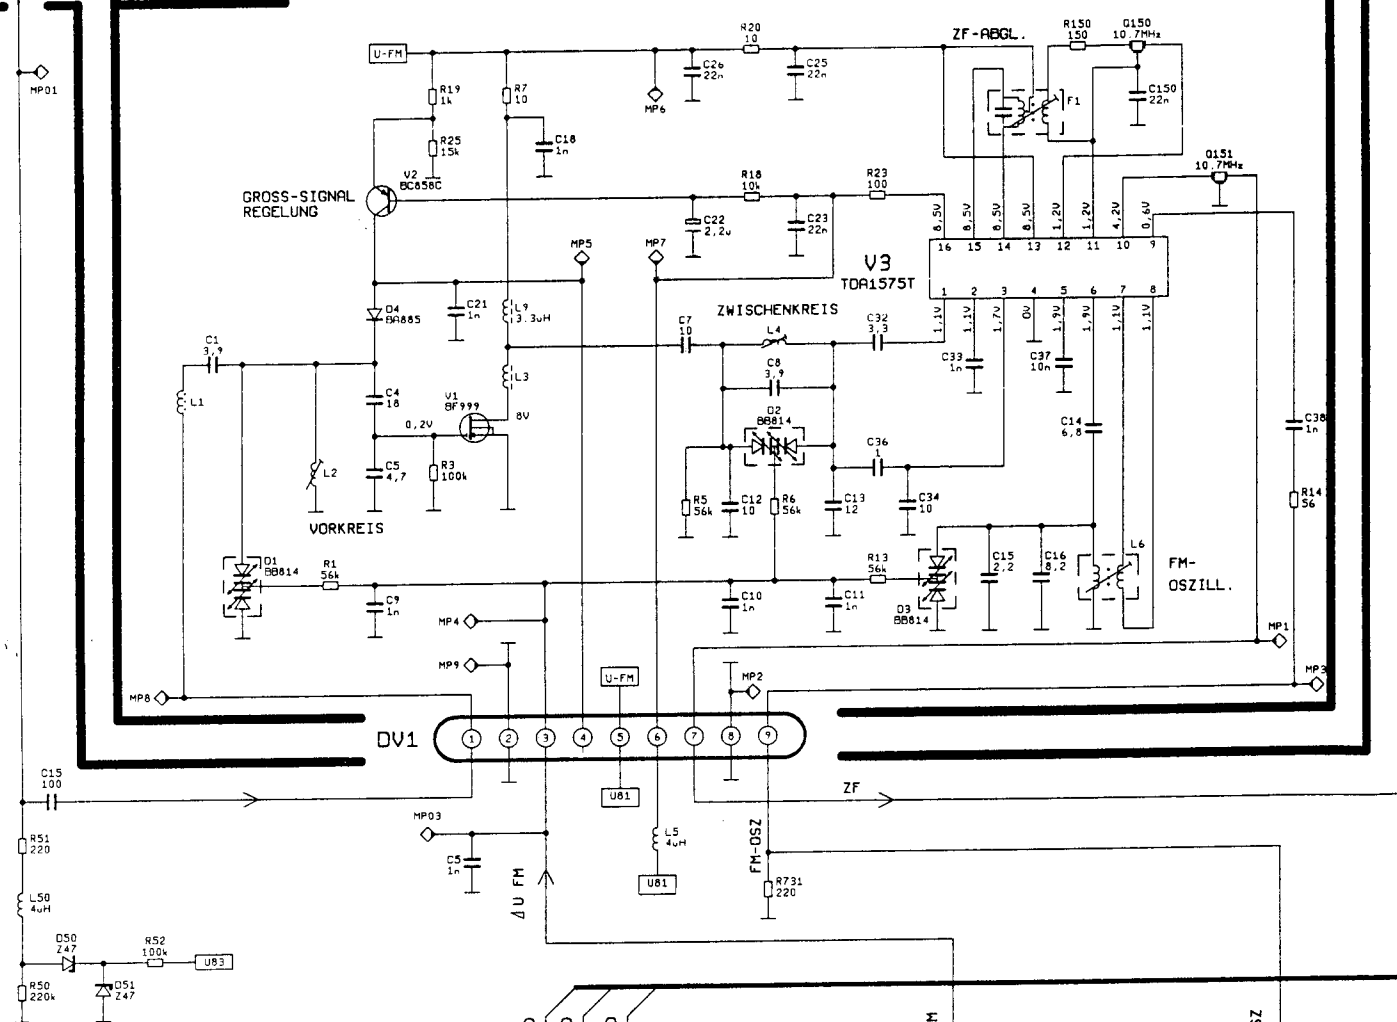 R20
10
ZF-ABGL.
R150
150
Q150
10.7MHz
U-FM
MP01
R19
1k
R7
10
C26
22n
C25
22n
MP6
F1
C150
22n
R25
15k
C18
1n
Q151
10.7MHz
V2
BC858C
GROSS-SIGNAL
REGELUNG
R18
10k
R23
100
C22
2,2u
C23
22n
8,5V
8,5V
8,5V
8,5V
1,2V
1,2V
4,2V
0,6V
MP5
MP7
16
15
14
13
12
11
10
9
V3
TDA1575T
1
2
3
4
5
6
7
8
1,1V
1,1V
1,7V
0V
1,9V
1,9V
1,1V
1,1V
D4
BA885
C21
1n
L9
3.3uH
ZWISCHENKREIS
C7
10
L4
C32
3,3
C1
3,9
C33
1n
C37
10n
C8
3,9
L3
L1
C4
18
V1
BF999
8V
0,2V
D2
BB814
C14
6,8
C38
1n
C36
1
L2
C5
4,7
R3
100k
R5
56k
C12
10
R6
56k
C13
12
C34
10
R14
56
VORKREIS
D1
BB814
R1
56k
R13
56k
C15
2,2
C16
8,2
L6
FM-
OSZILL.
C9
1n
C10
1n
C11
1n
D3
BB814
MP4
MP1
MP9
U-FM
MP2
MP3
MP8
DV1
1
2
3
4
5
6
7
8
9
C15
100
U81
ZF
MP03
R51
220
L5
4uH
FM-OSZ
C5
1n
U81
R731
220
ΔU FM
L50
4uH
D50
Z47
R52
100k
U83
R50
220k
D51
Z47